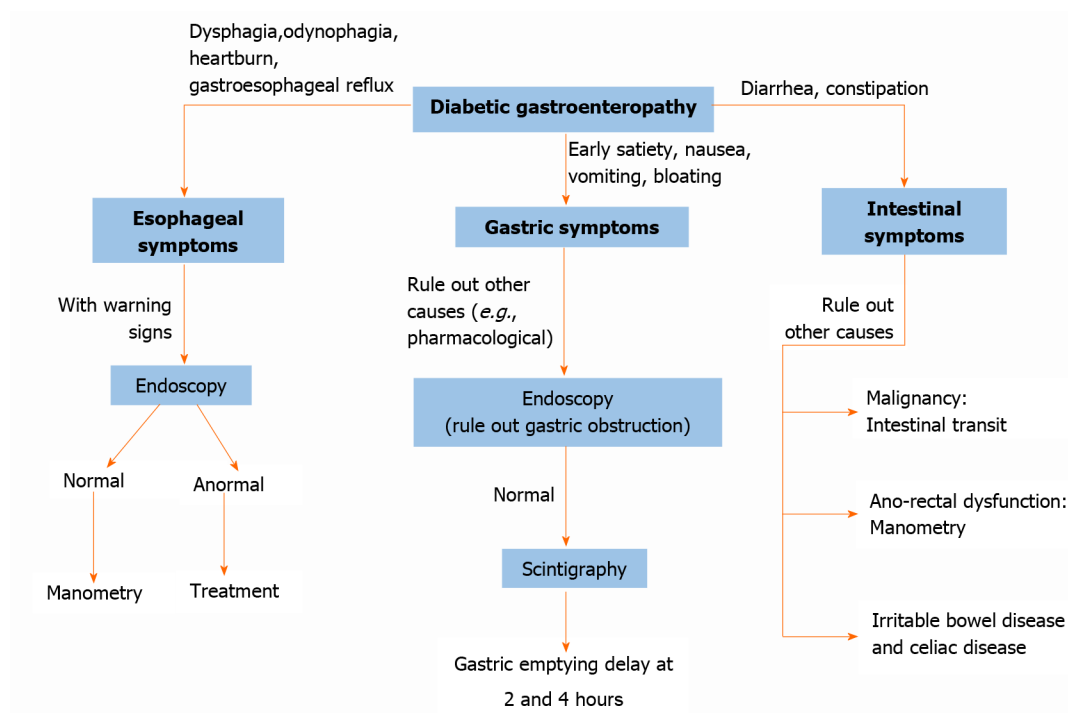 Dysphagia,odynophagia,
heartburn,
gastroesophageal reflux
Diabetic gastroenteropathy
Diarrhea, constipation
Early satiety, nausea,
vomiting, bloating
Esophageal
symptoms
Gastric symptoms
Intestinal
symptoms
With warning
signs
Rule out other
causes (e.g.,
pharmacological)
Rule out
other causes
Endoscopy
Endoscopy
(rule out gastric obstruction)
Malignancy:
Intestinal transit
Normal
Anormal
Normal
Ano-rectal dysfunction:
Manometry
Manometry
Treatment
Scintigraphy
Irritable bowel disease
and celiac disease
Gastric emptying delay at
2 and 4 hours